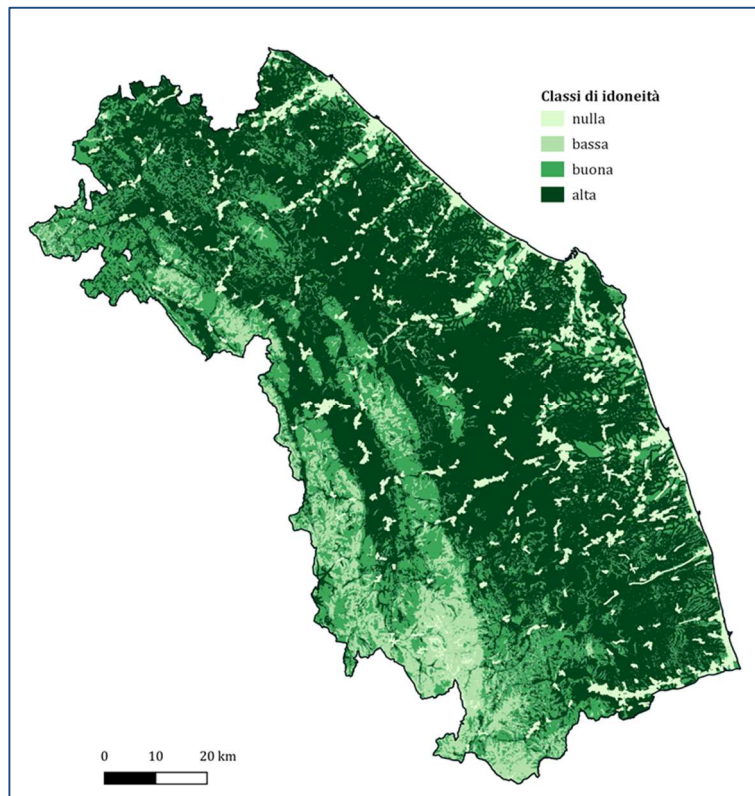 Classi di idoneità
nulla
bassa
buona
alta
0 10 20 km